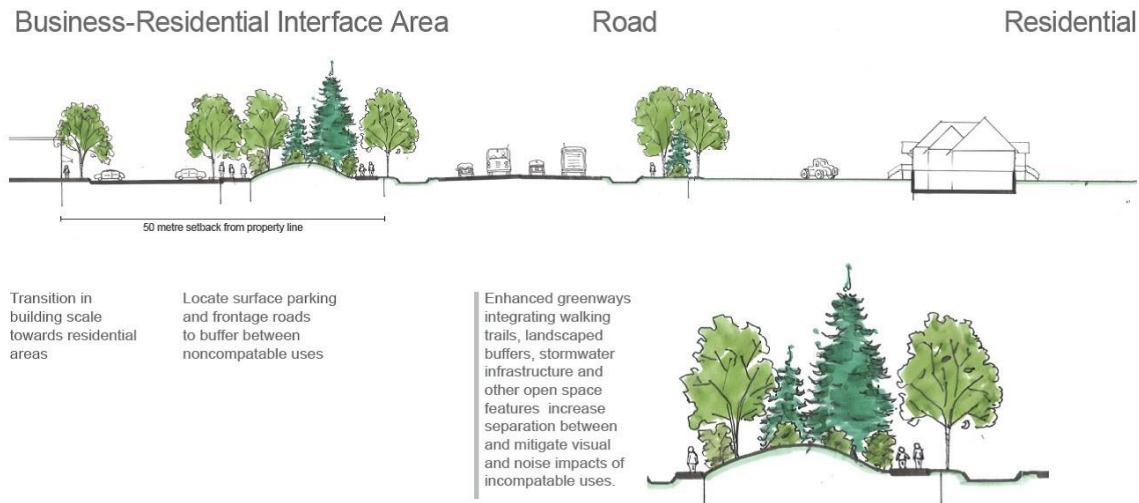 Business-Residential Interface Area
Road
Residential
50 metre setback from property line
Transition in
building scale
towards residential
areas
Locate surface parking
and frontage roads
to buffer between
noncompatable uses
Enhanced greenways
integrating walking
trails, landscaped
buffers, stormwater
infrastructure and
other open space
features increase
separation between
and mitigate visual
and noise impacts of
incompatable uses.